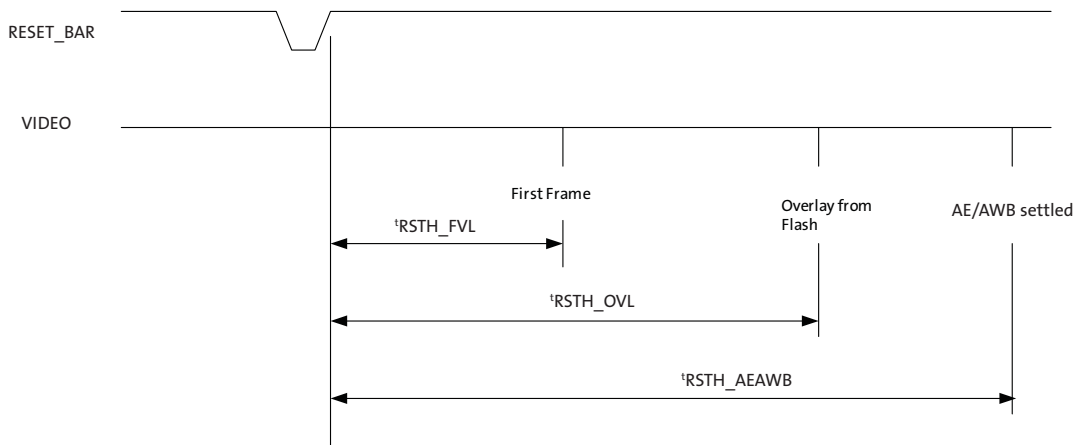 RESET_BAR
VIDEO
First Frame
Overlay from
Flash
AE/AWB settled
tRSTH_FVL
tRSTH_OVL
tRSTH_AEAWB